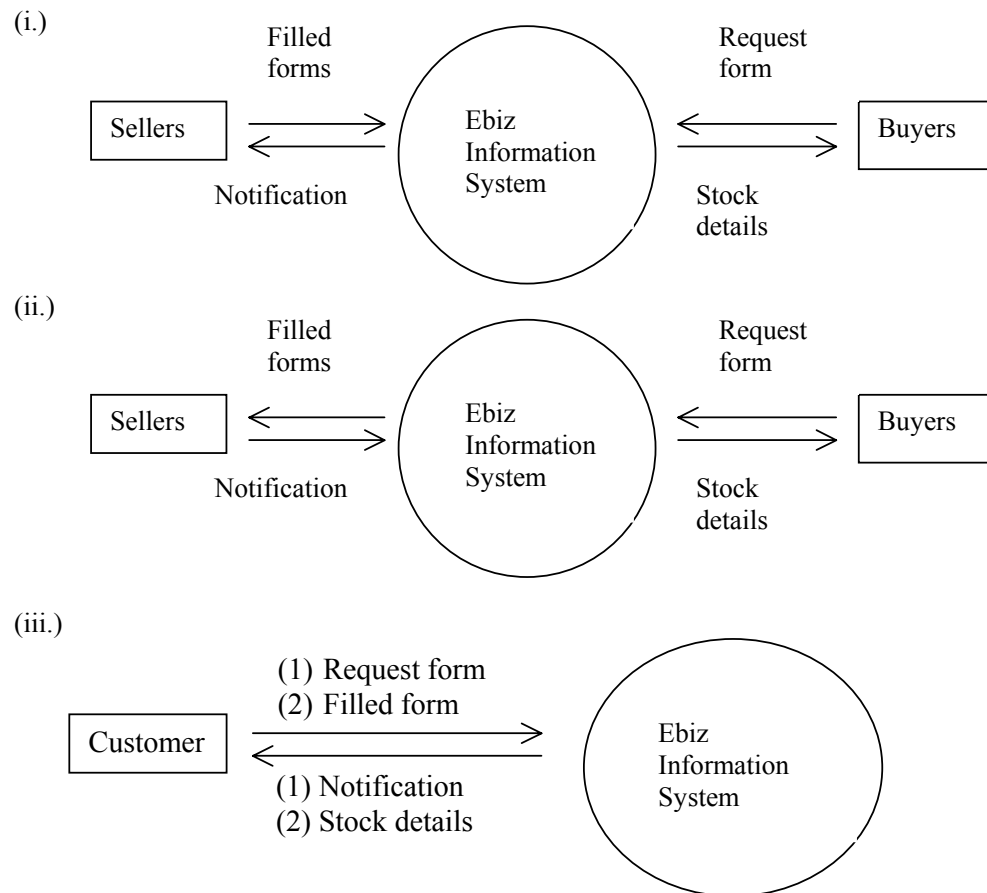 (i.)
Filled
forms
Request
form
Sellers
Ebiz
Information
System
Buyers
Notification
Stock
details
(ii.)
Filled
forms
Request
form
Sellers
Ebiz
Information
System
Buyers
Notification
Stock
details
(iii.)
(1) Request form
(2) Filled form
Customer
Ebiz
Information
System
(1) Notification
(2) Stock details